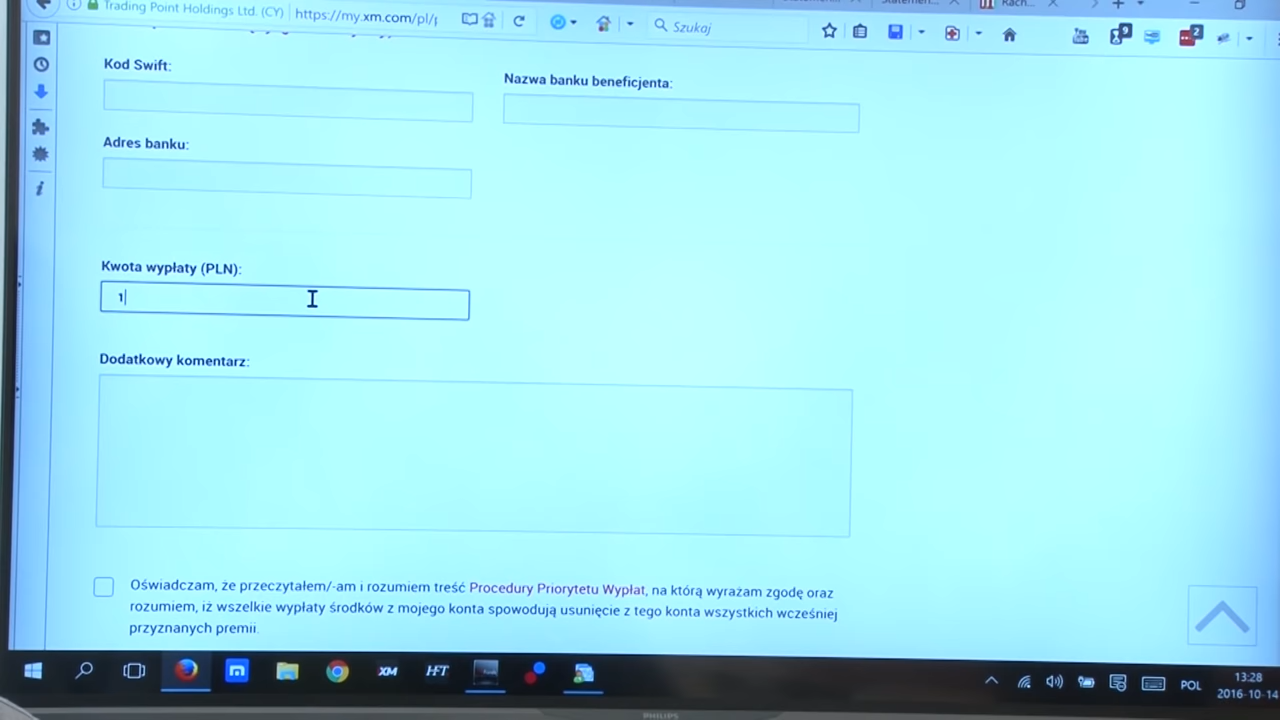 Trading Point Holdings Ltd. (CY)
https://my.xm.com/pl/
Szukaj
Rach...
9
2
Kod Swift:
Nazwa banku beneficjenta:
Adres banku:
Kwota wypłaty (PLN):
1
Dodatkowy komentarz:
Oświadczam, że przeczytałem/-am i rozumiem treść Procedury Priorytetu Wypłat, na którą wyrażam zgodę oraz
rozumiem, iż wszelkie wypłaty środków z mojego konta spowodują usunięcie z tego konta wszystkich wcześniej
przyznanych premii.
XM
HFT
POL
13:28
2016-10-14
PHILIPS